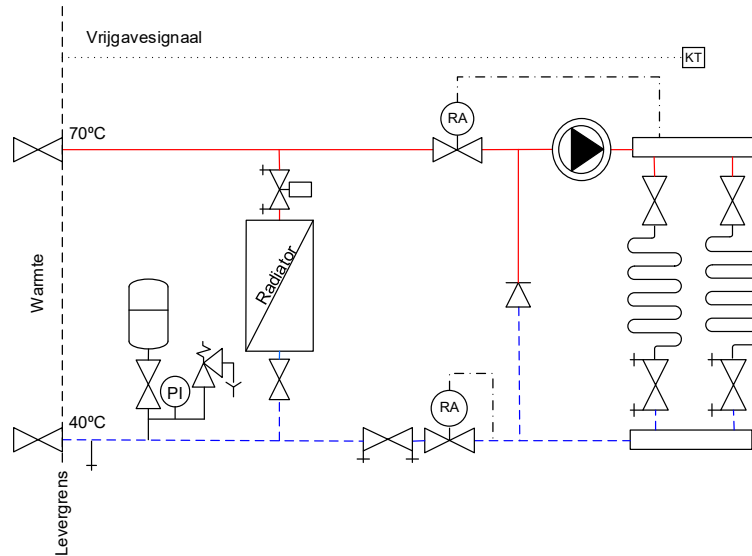 Vrijgavesignaal
KT
70ºC
RA
Radiator
Warmte
PI
RA
40ºC
Levergrens